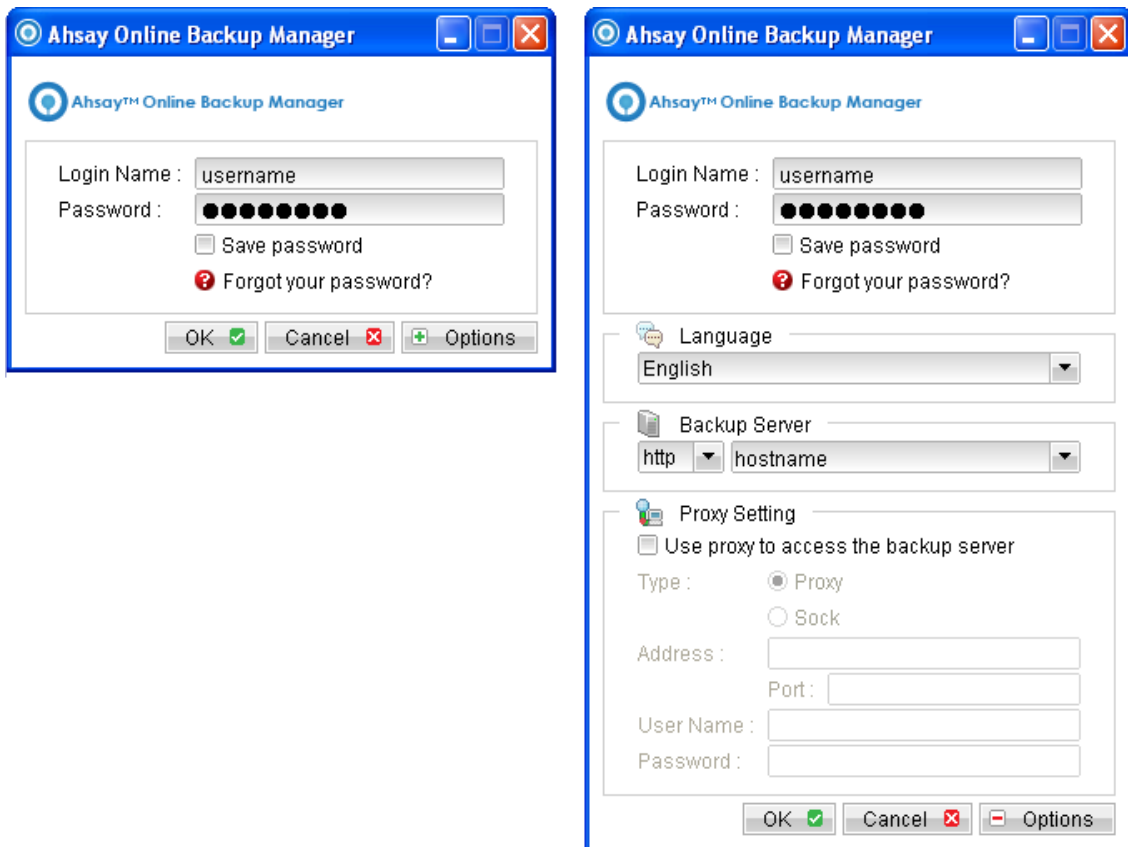 Ahsay Online Backup Manager
Ahsay™ Online Backup Manager
Login Name : username
Password : ●●●●●●●●
Save password
Forgot your password?
OK Cancel Options
Ahsay Online Backup Manager
Ahsay™ Online Backup Manager
Login Name : username
Password : ●●●●●●●●
Save password
Forgot your password?
Language
English
Backup Server
http hostname
Proxy Setting
Use proxy to access the backup server
Type : Proxy
Sock
Address :
Port :
User Name :
Password :
OK Cancel Options